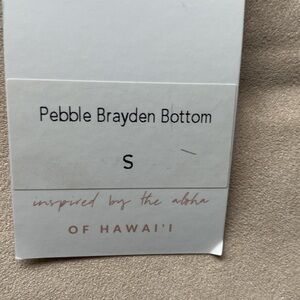 Pebble Brayden Bottom
S
inspired by the aloha
OF HAWAI'I